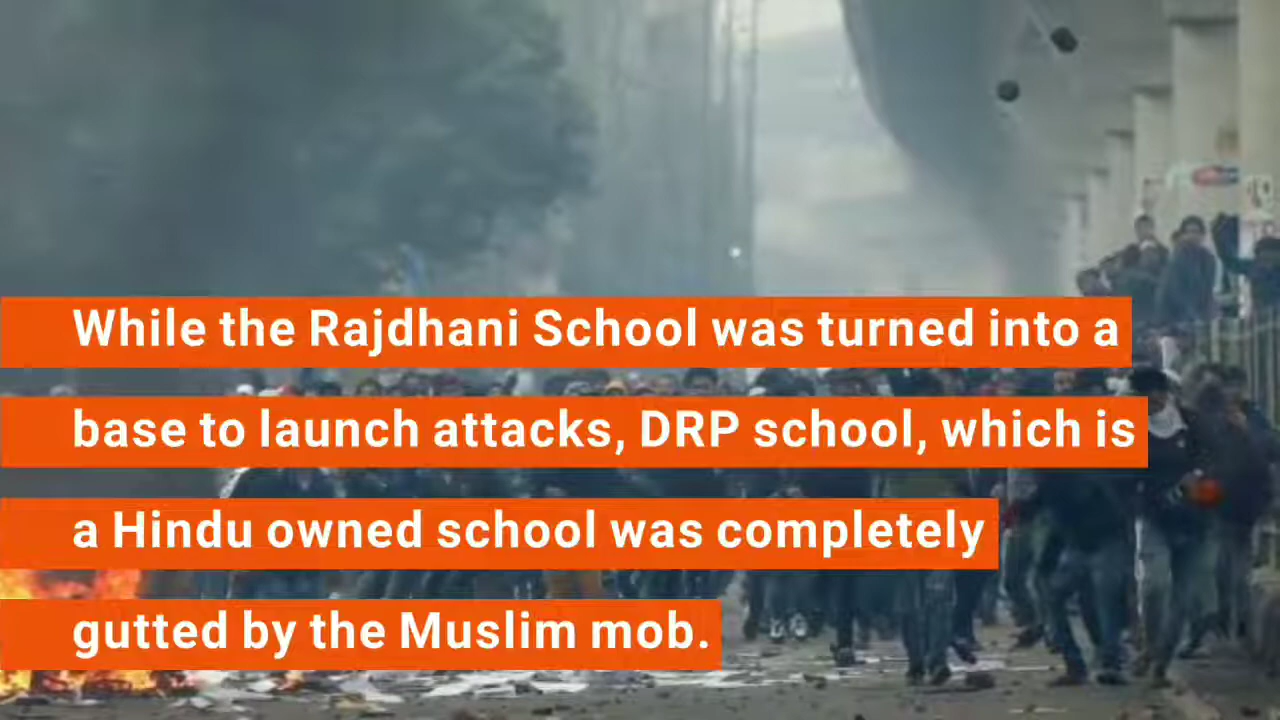 While the Rajdhani School was turned into a
base to launch attacks, DRP school, which is
a Hindu owned school was completely
gutted by the Muslim mob.